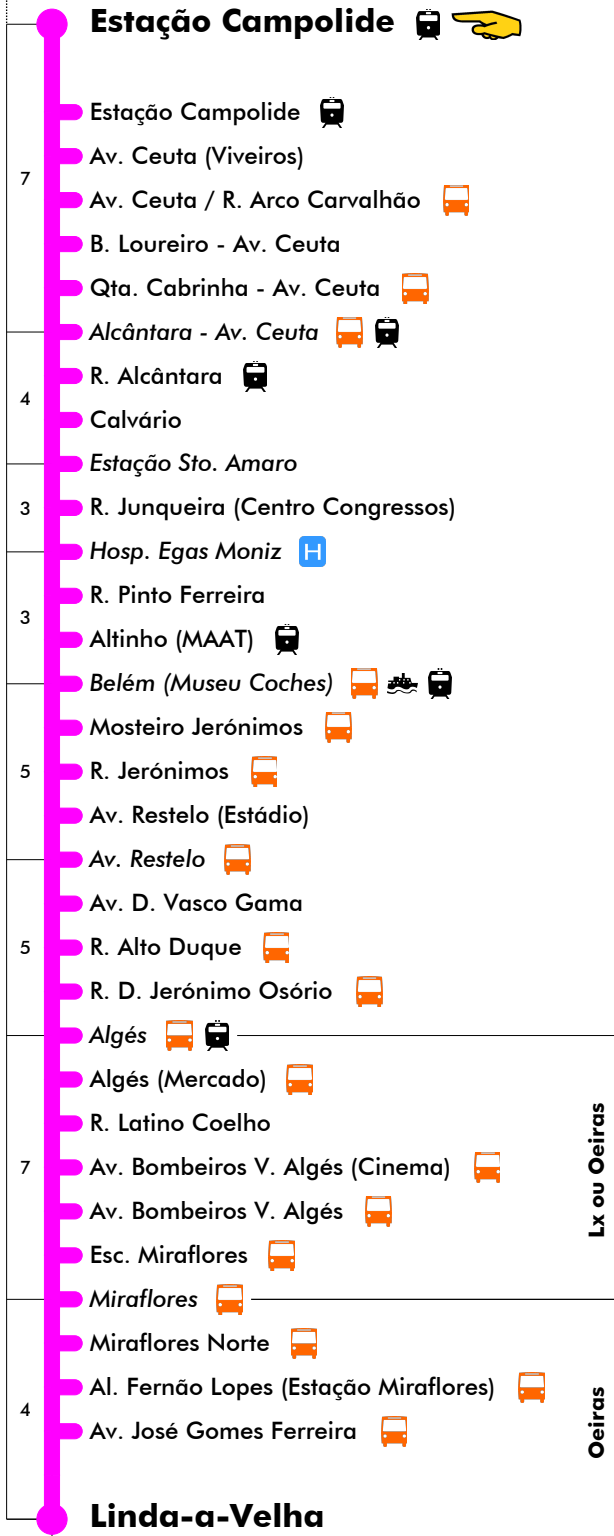 Estação Campolide
Estação Campolide
Av. Ceuta (Viveiros)
7
Av. Ceuta / R. Arco Carvalhão
B. Loureiro - Av. Ceuta
Qta. Cabrinha - Av. Ceuta
Alcântara - Av. Ceuta
R. Alcântara
4
Calvário
Estação Sto. Amaro
3
R. Junqueira (Centro Congressos)
Hosp. Egas Moniz H
R. Pinto Ferreira
3
Altinho (MAAT)
Belém (Museu Coches)
Mosteiro Jerónimos
5
R. Jerónimos
Av. Restelo (Estádio)
Av. Restelo
Av. D. Vasco Gama
5
R. Alto Duque
R. D. Jerónimo Osório
Algés
Algés (Mercado)
R. Latino Coelho
7
Av. Bombeiros V. Algés (Cinema)
Lx ou Oeiras
Av. Bombeiros V. Algés
Esc. Miraflores
Miraflores
Miraflores Norte
Al. Fernão Lopes (Estação Miraflores)
4
Oeiras
Av. José Gomes Ferreira
Linda-a-Velha